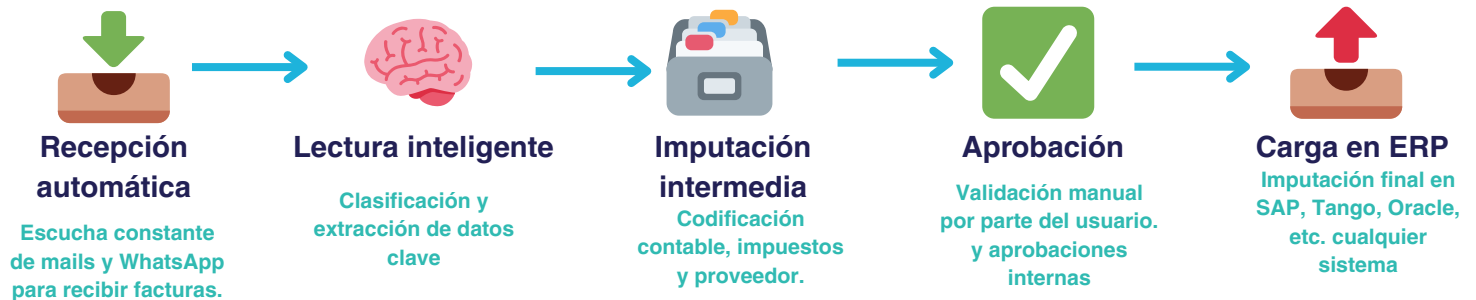 Recepción
automática
Escucha constante
de mails y WhatsApp
para recibir facturas.
Lectura inteligente
Clasificación y
extracción de datos
clave
Imputación
intermedia
Codificación
contable, impuestos
y proveedor.
Aprobación
Validación manual
por parte del usuario.
y aprobaciones
internas
Carga en ERP
Imputación final en
SAP, Tango, Oracle,
etc. cualquier
sistema